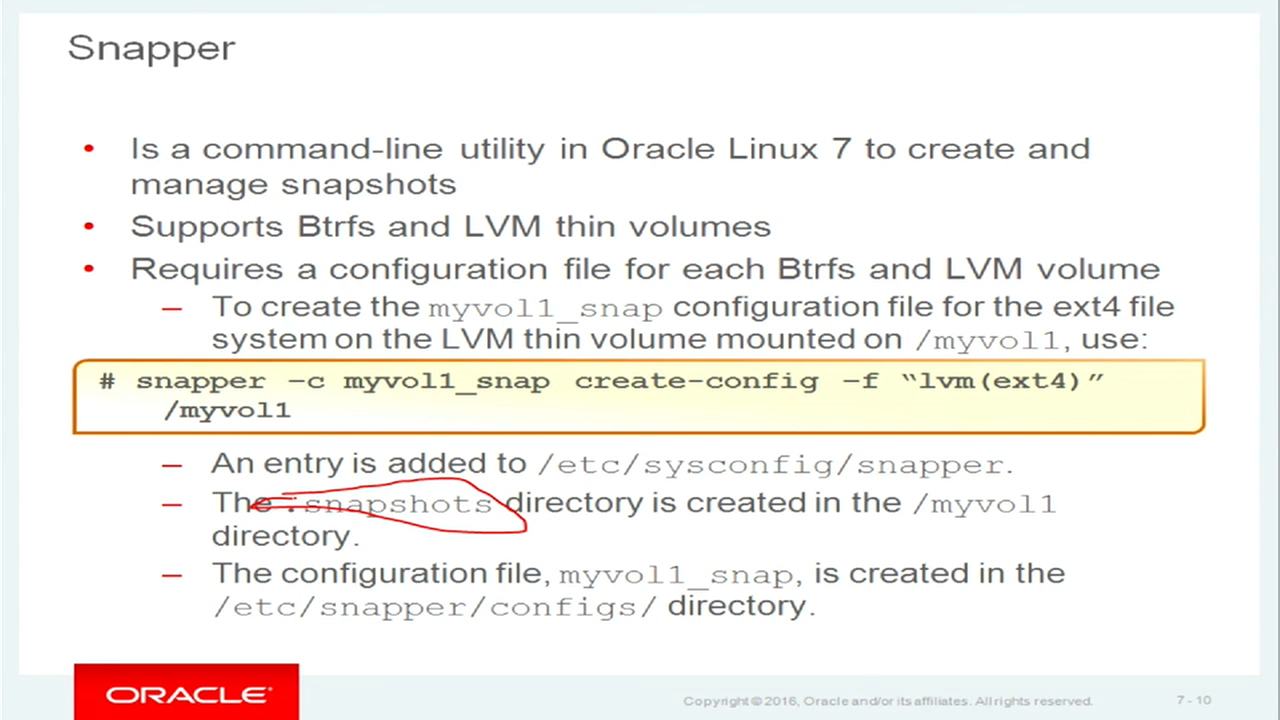 Snapper
• Is a command-line utility in Oracle Linux 7 to create and
manage snapshots
• Supports Btrfs and LVM thin volumes
• Requires a configuration file for each Btrfs and LVM volume
– To create the myvol1_snap configuration file for the ext4 file
system on the LVM thin volume mounted on /myvol1, use:
# snapper –c myvol1_snap create-config –f “lvm(ext4)”
/myvol1
– An entry is added to /etc/sysconfig/snapper.
– The .snapshots directory is created in the /myvol1
directory.
– The configuration file, myvol1_snap, is created in the
/etc/snapper/configs/ directory.
ORACLE®
Copyright © 2016, Oracle and/or its affiliates. All rights reserved.
7 - 10